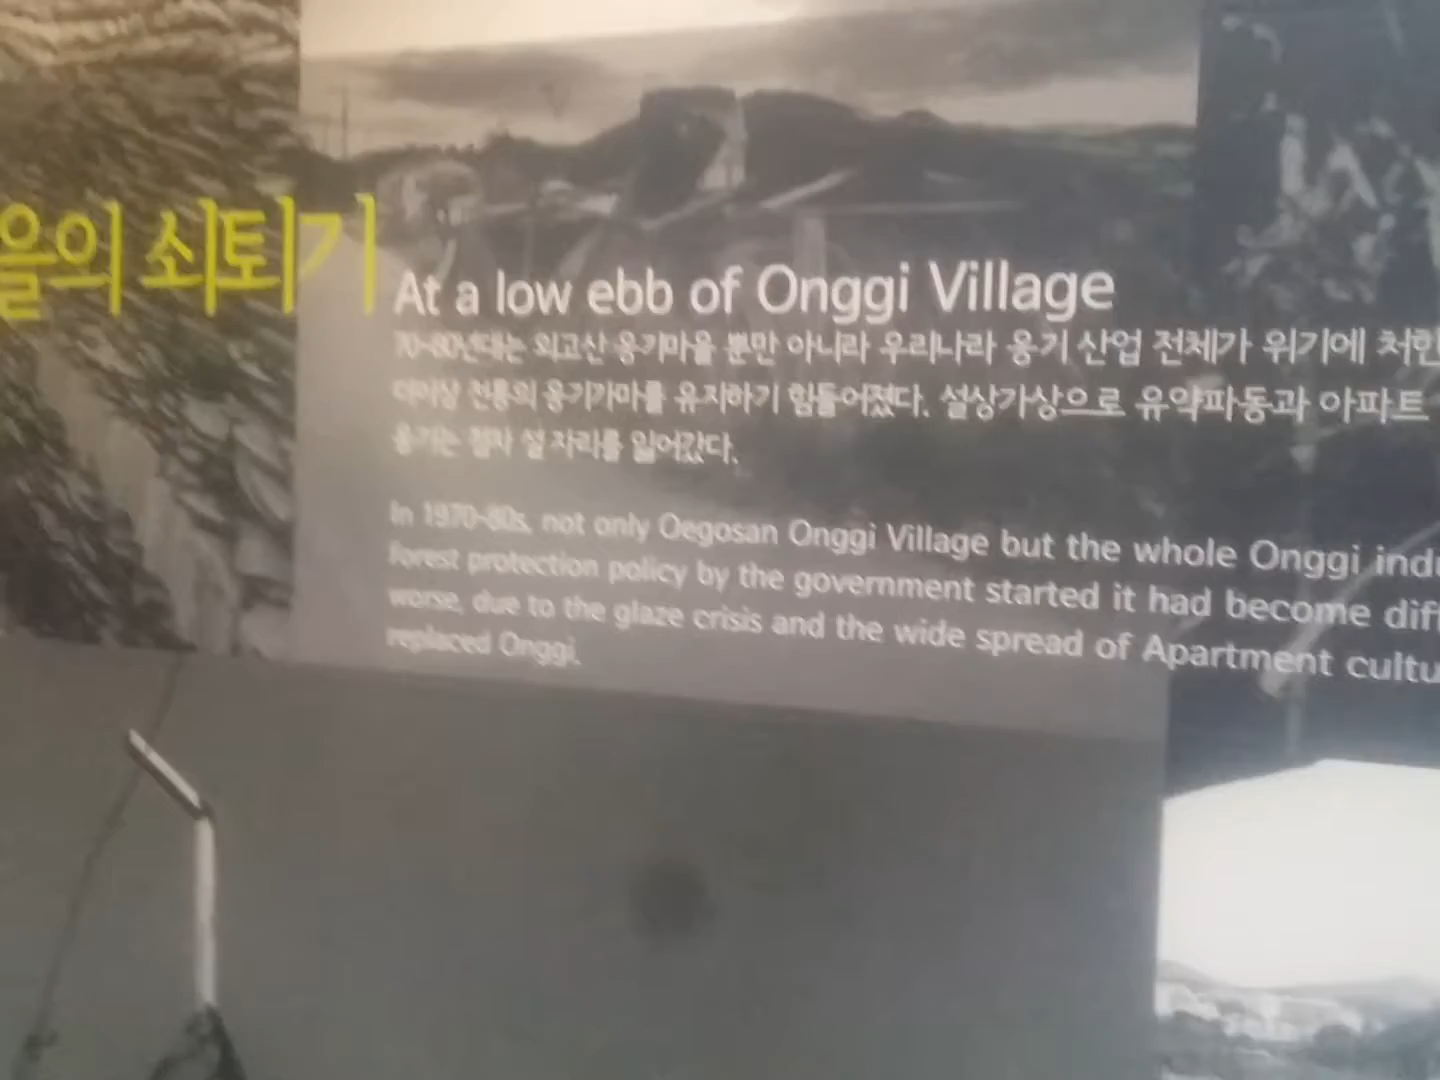 을의 쇠퇴기
At a low ebb of Onggi Village
70-80년대는 외고산 옹기마을 뿐만 아니라 우리나라 옹기 산업 전체가 위기에 처한
더이상 전통의 옹기가마를 유지하기 힘들어졌다. 설상가상으로 유약파동과 아파트
옹기는 점차 설 자리를 잃어갔다.
In 1970-80s, not only Oegosan Onggi Village but the whole Onggi indu
forest protection policy by the government started it had become diff
worse, due to the glaze crisis and the wide spread of Apartment cultu
replaced Onggi.